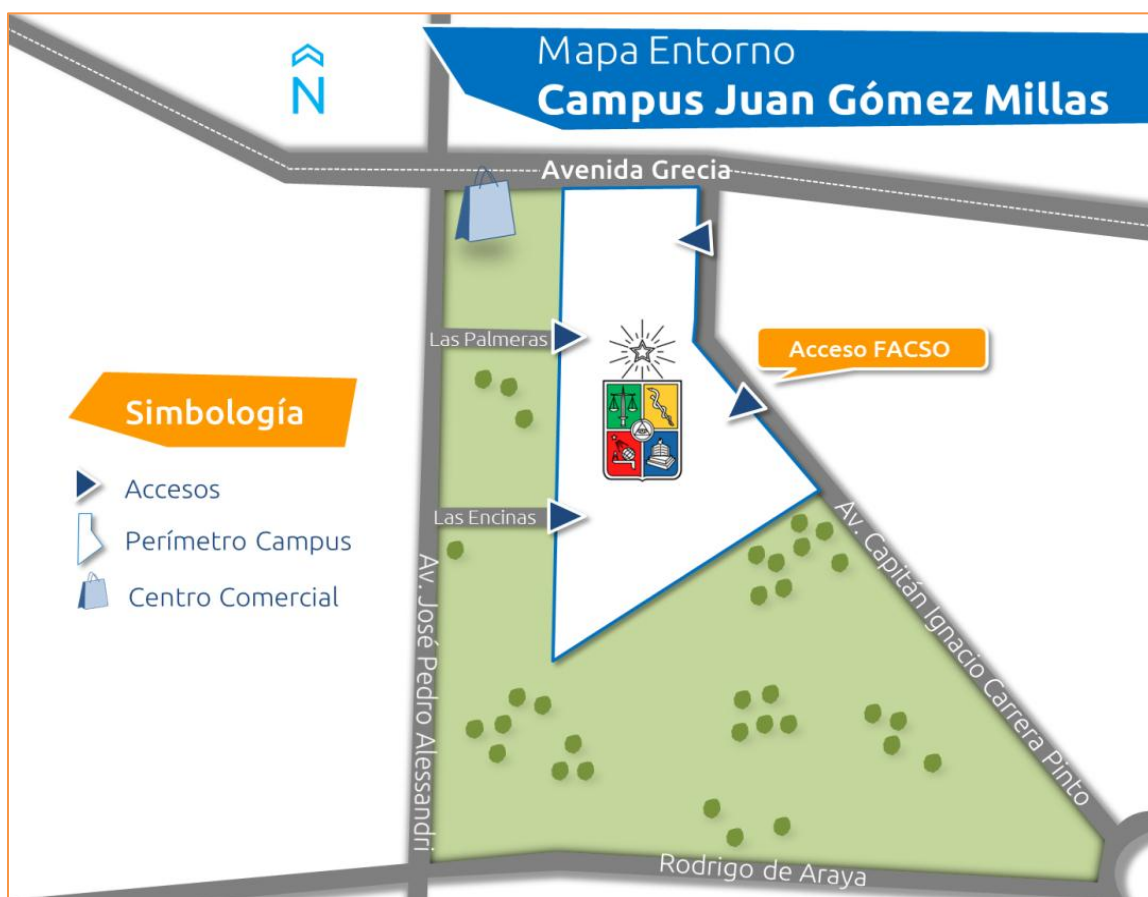 Mapa Entorno
Campus Juan Gómez Millas
N
Avenida Grecia
Las Palmeras
Acceso FACSO
Simbología
Accesos
Perímetro Campus
Centro Comercial
Las Encinas
Av. José Pedro Alessandri
Av. Capitán Ignacio Carrera Pinto
Rodrigo de Araya